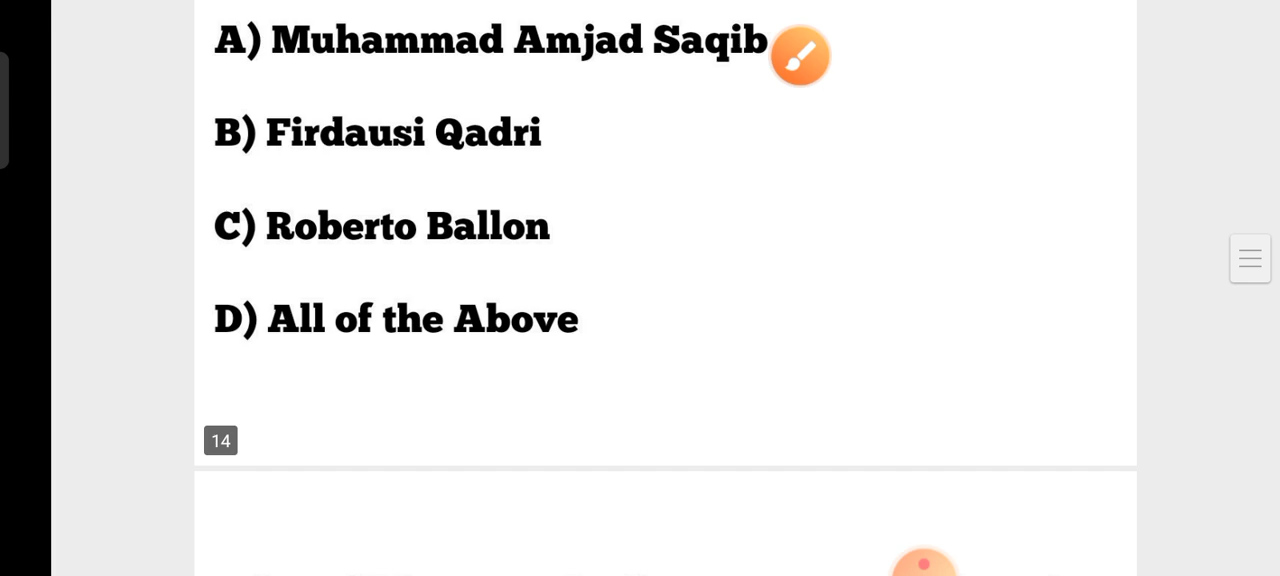 A) Muhammad Amjad Saqib
B) Firdausi Qadri
C) Roberto Ballon
D) All of the Above
14